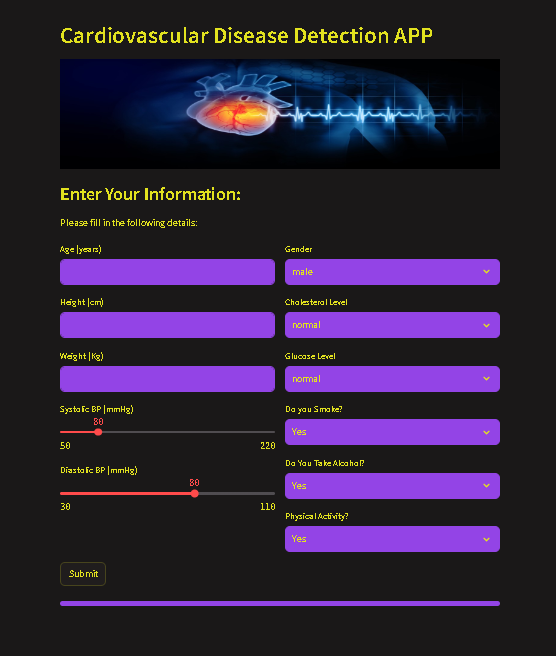 Cardiovascular Disease Detection APP
Enter Your Information:
Please fill in the following details:
Age (years)
Gender
male
Height (cm)
Cholesterol Level
normal
Weight (Kg)
Glucose Level
normal
Systolic BP (mmHg)
80
50 220
Do you Smoke?
Yes
Diastolic BP (mmHg)
80
30 110
Do You Take Alcohol?
Yes
Physical Activity?
Yes
Submit